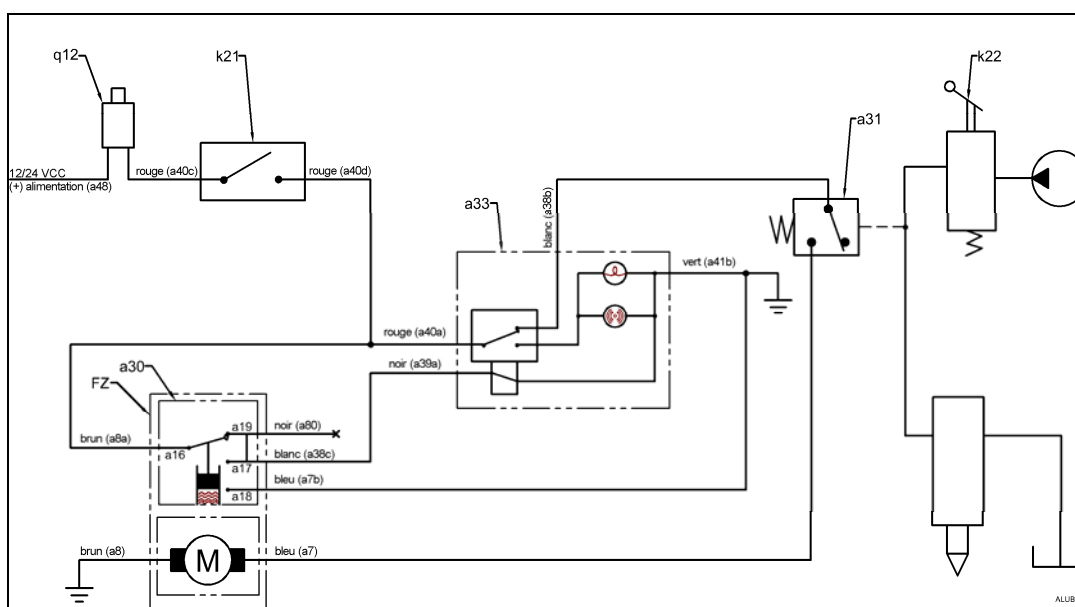 q12
k21
k22
a31
12/24 VCC
(+) alimentation (a48)
rouge (a40c)
rouge (a40d)
a33
blanc (a38b)
vert (a41b)
rouge (a40a)
noir (a39a)
a30
FZ
brun (a8a)
a16
a19
noir (a80)
a17
blanc (a38c)
a18
bleu (a7b)
brun (a8)
M
bleu (a7)
ALUB